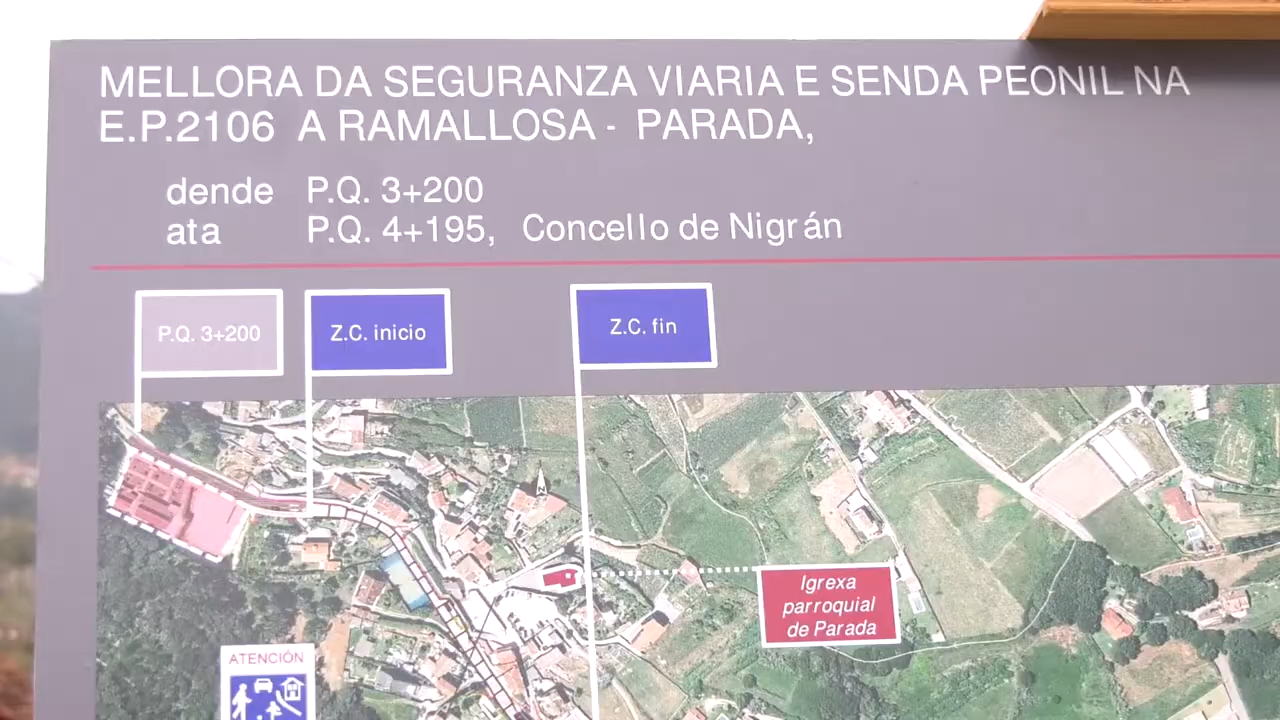 MELLORA DA SEGURANZA VIARIA E SENDA PEONIL NA
E.P.2106 A RAMALLOSA - PARADA,
dende P.Q. 3+200
ata P.Q. 4+195, Concello de Nigrán
P.Q. 3+200
Z.C. inicio
Z.C. fin
Igrexa
parroquial
de Parada
ATENCIÓN